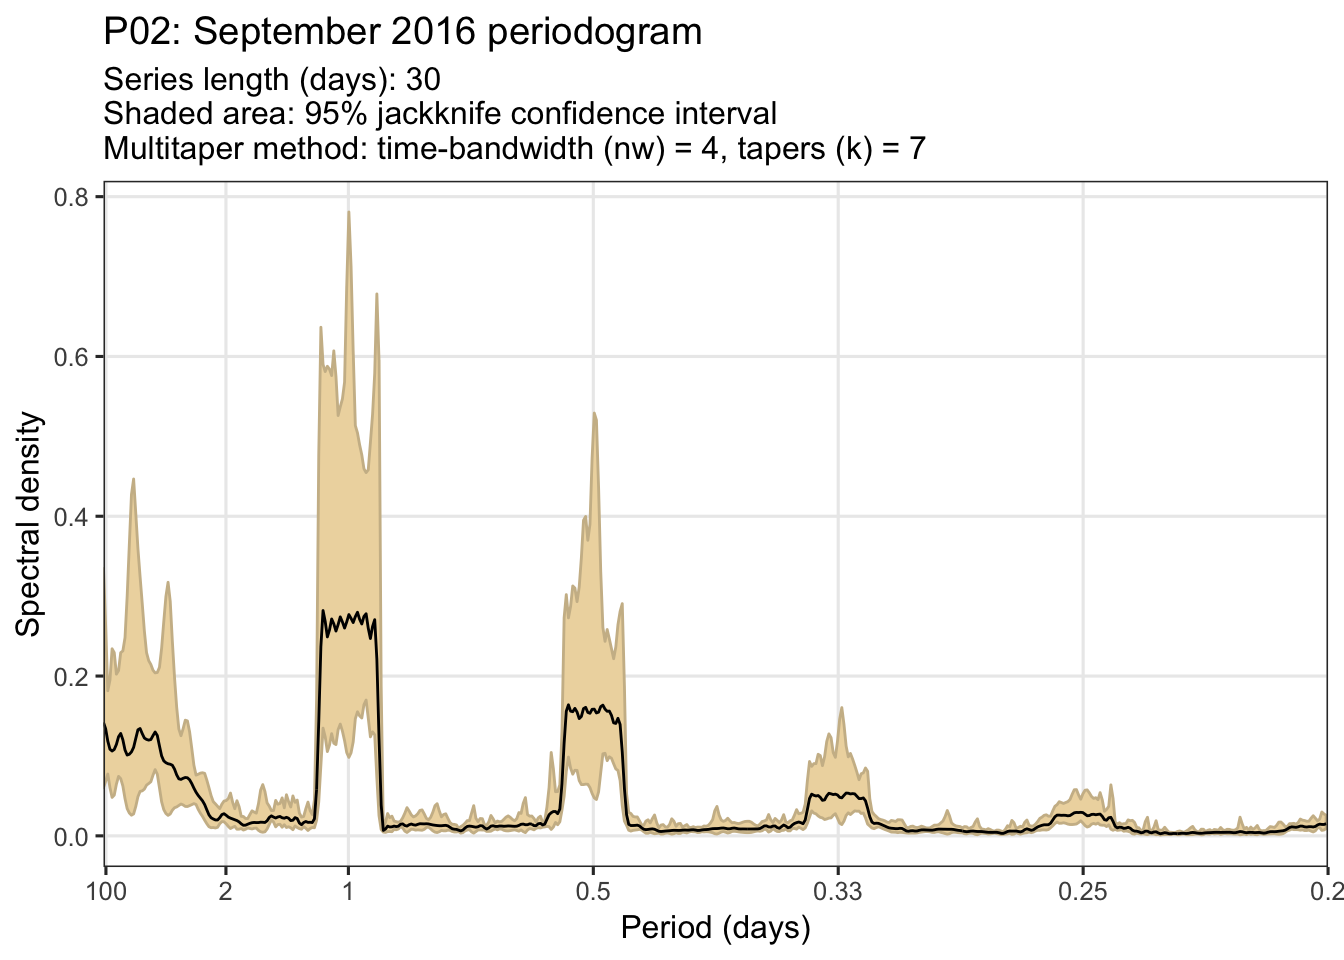 P02: September 2016 periodogram
Series length (days): 30
Shaded area: 95% jackknife confidence interval
Multitaper method: time-bandwidth (nw) = 4, tapers (k) = 7
0.8
0.6
0.4
0.2
0.0
Spectral density
100 2 1 0.5 0.33 0.25 0.2
Period (days)